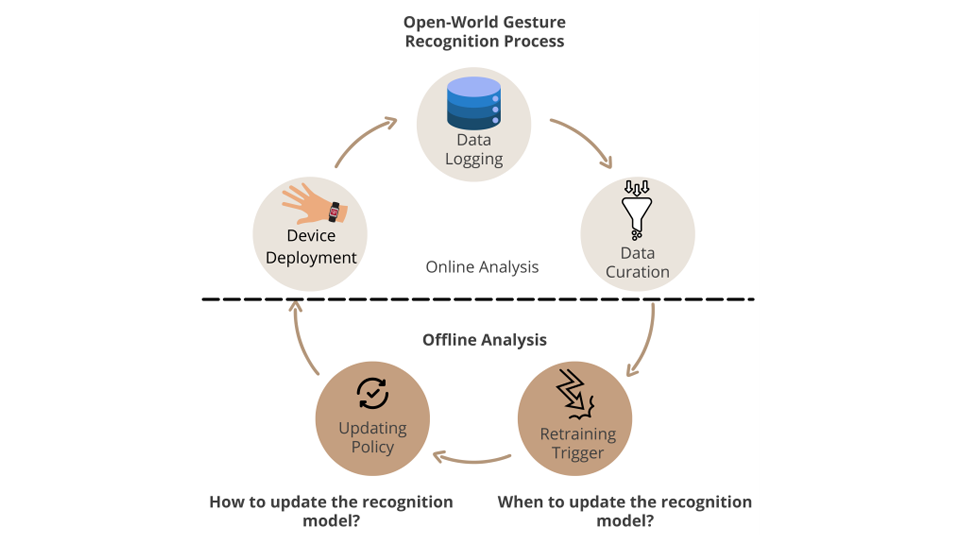 Open-World Gesture
Recognition Process
Data
Logging
Device
Deployment
Data
Curation
Online Analysis
Offline Analysis
Updating
Policy
Retraining
Trigger
How to update the recognition
model?
When to update the recognition
model?